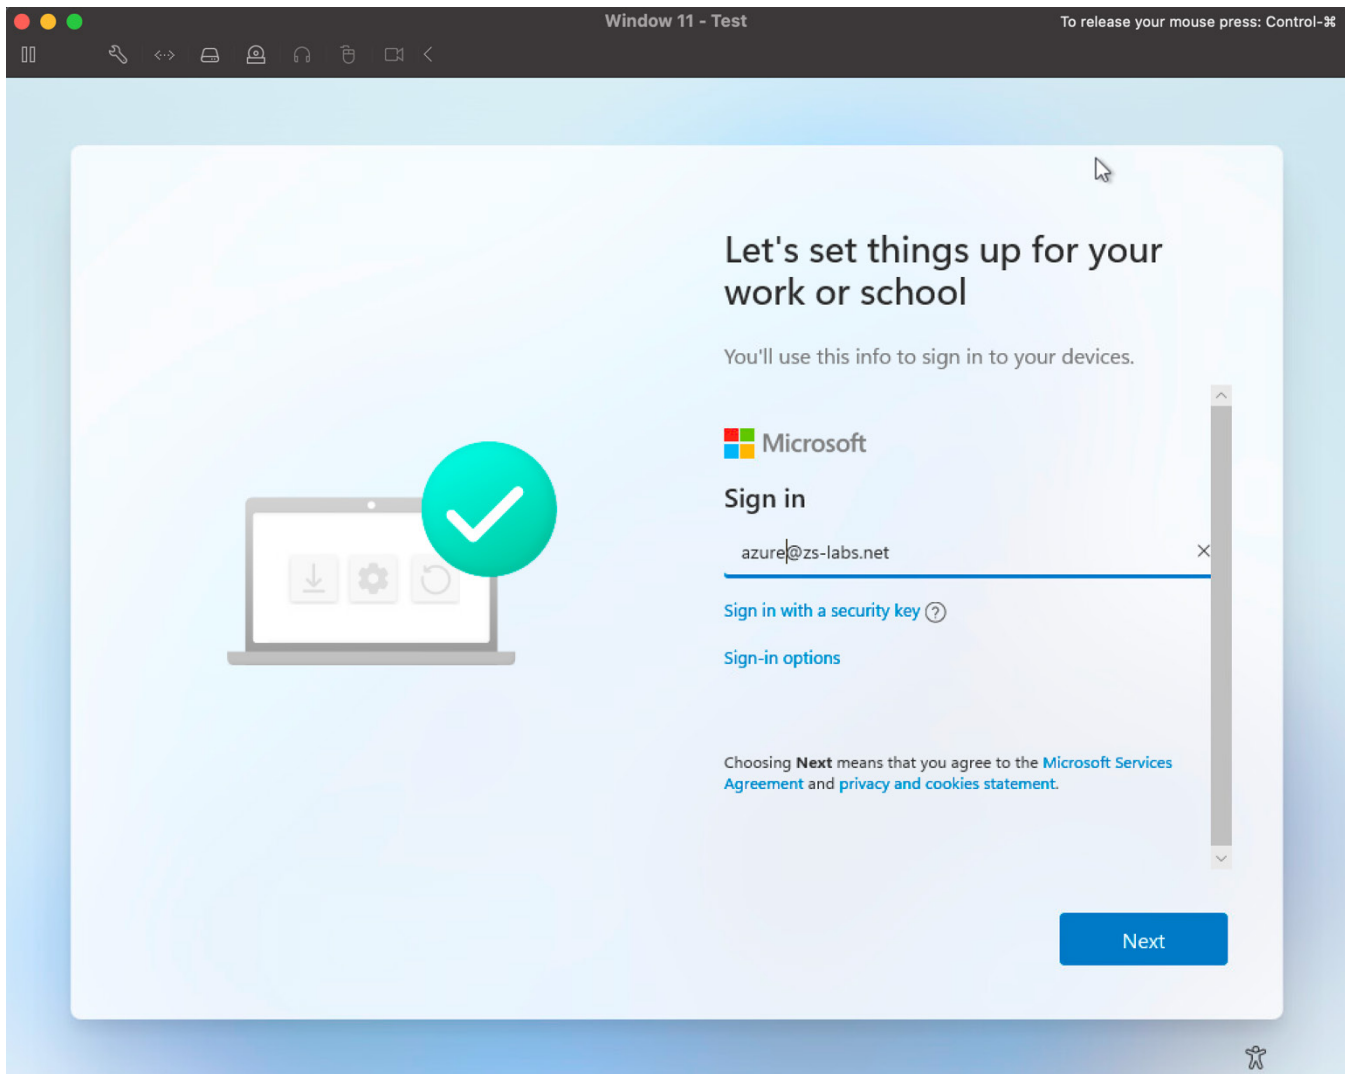 Window 11 - Test
To release your mouse press: Control-⌘
Let's set things up for your
work or school
You'll use this info to sign in to your devices.
Microsoft
Sign in
azure@zs-labs.net
Sign in with a security key
Sign-in options
Choosing Next means that you agree to the Microsoft Services
Agreement and privacy and cookies statement.
Next